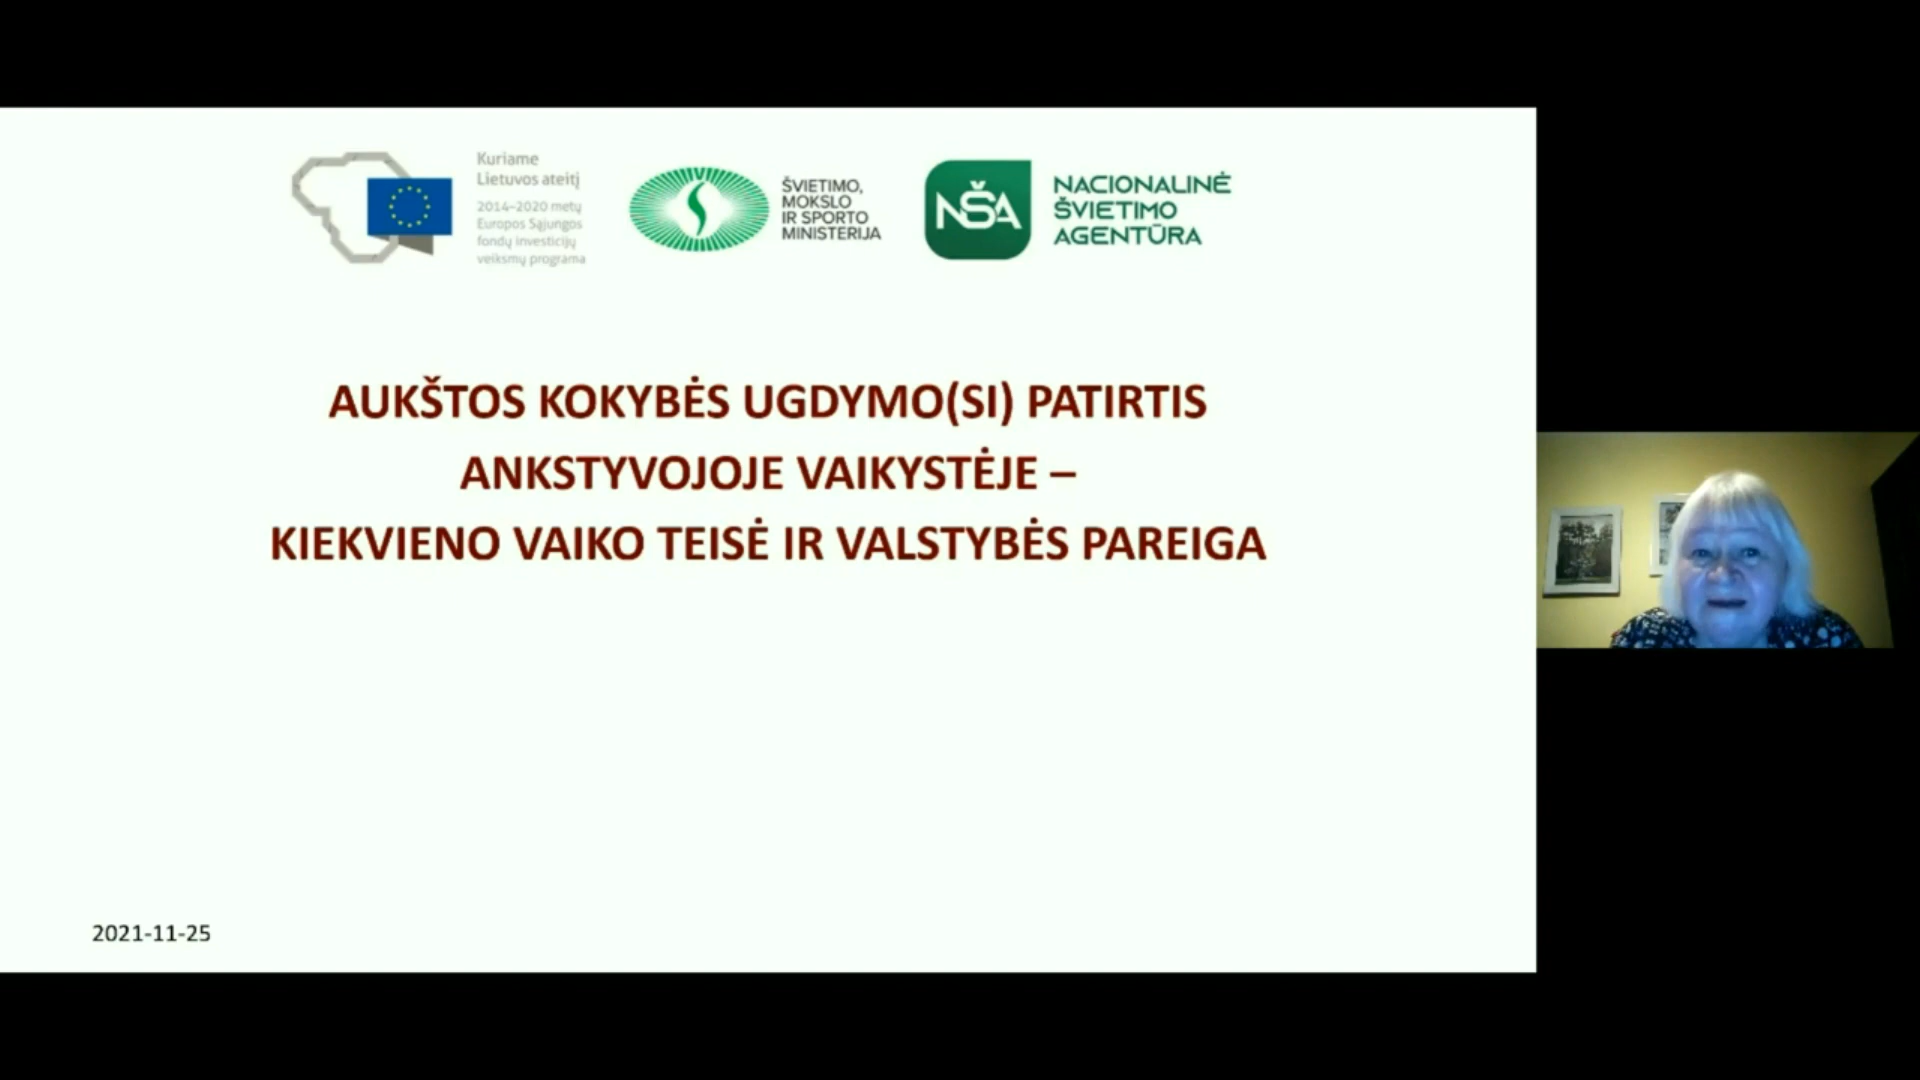 Kuriame
Lietuvos ateitį
2014–2020 metų
Europos Sąjungos
fondų investicijų
veiksmų programa
ŠVIETIMO,
MOKSLO
IR SPORTO
MINISTERIJA
NŠA
NACIONALINĖ
ŠVIETIMO
AGENTŪRA
AUKŠTOS KOKYBĖS UGDYMO(SI) PATIRTIS
ANKSTYVOJOJE VAIKYSTĖJE –
KIEKVIENO VAIKO TEISĖ IR VALSTYBĖS PAREIGA
2021-11-25